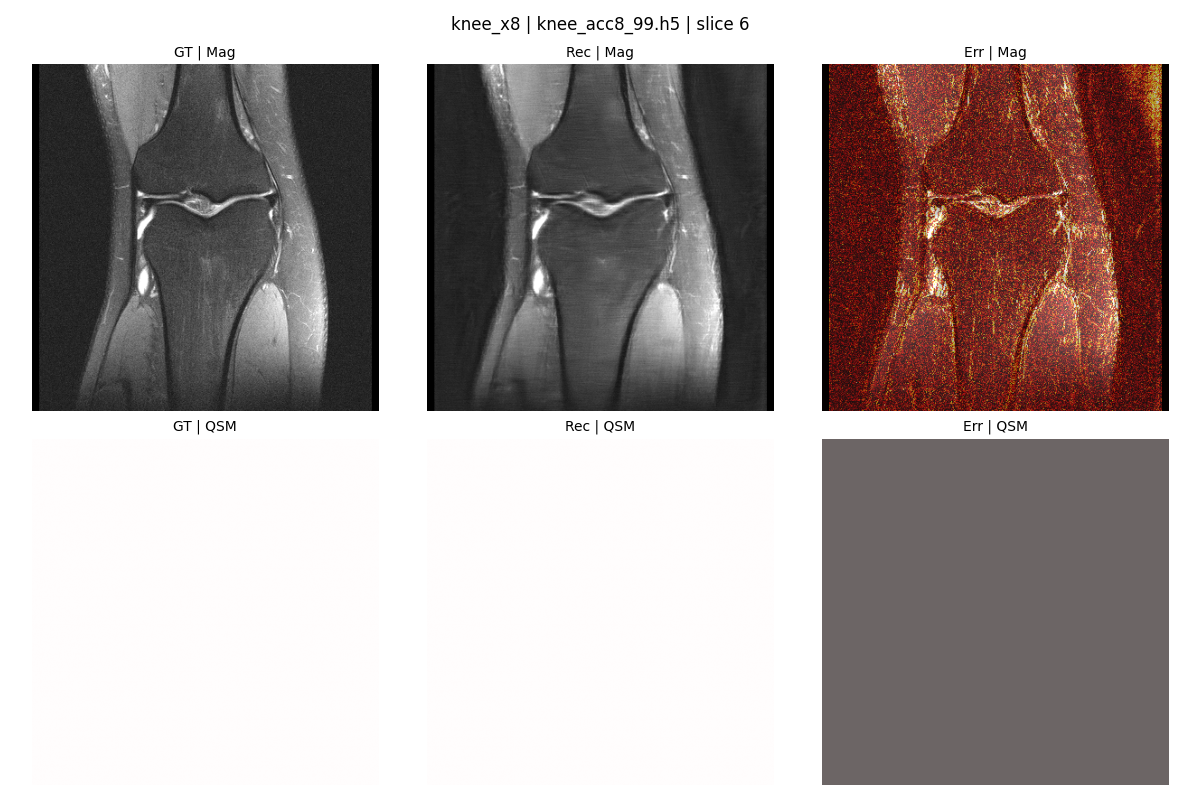 knee_x8 | knee_acc8_99.h5 | slice 6
GT | Mag
Rec | Mag
Err | Mag
GT | QSM
Rec | QSM
Err | QSM